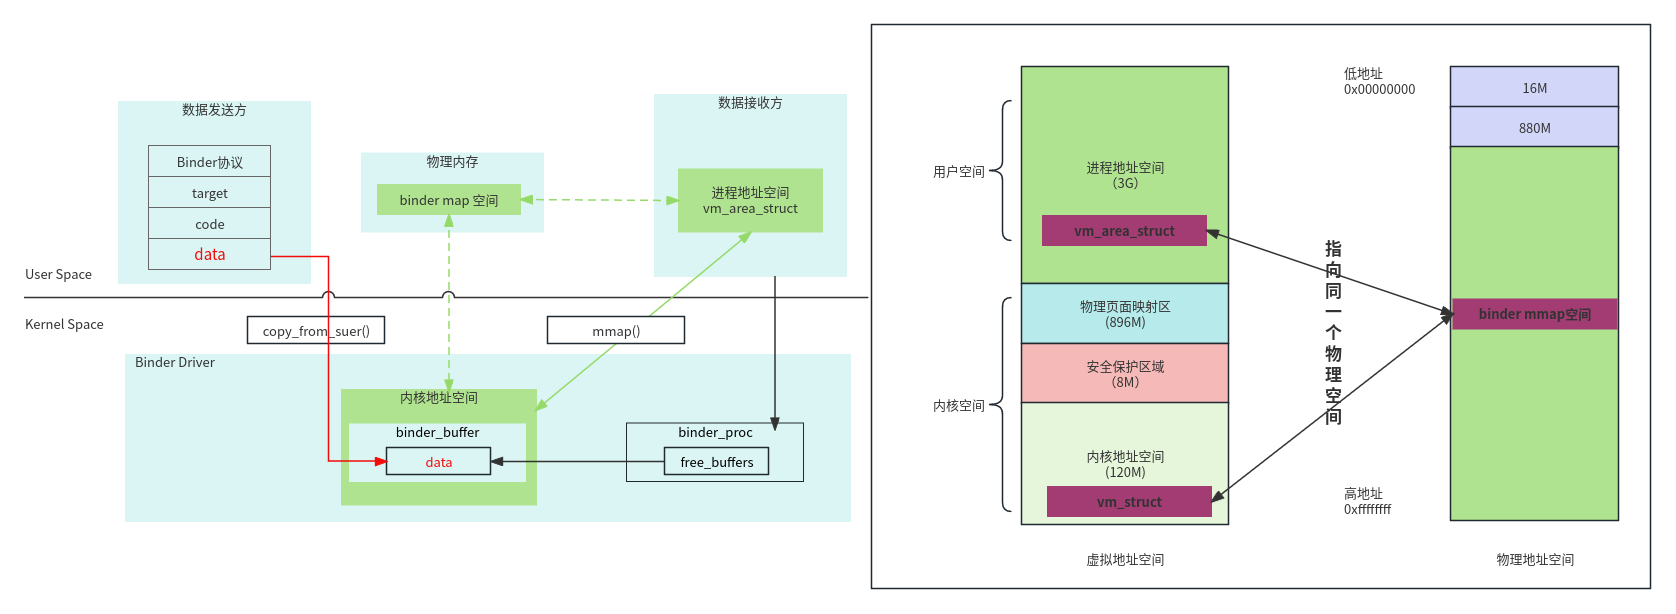 数据发送方
Binder协议
target
code
data
物理内存
binder map 空间
数据接收方
进程地址空间
vm_area_struct
User Space
Kernel Space
copy_from_suer()
mmap()
Binder Driver
内核地址空间
binder_buffer
data
binder_proc
free_buffers
用户空间
进程地址空间
（3G）
vm_area_struct
物理页面映射区
(896M)
安全保护区域
（8M）
内核空间
内核地址空间
(120M)
vm_struct
虚拟地址空间
指
向
同
一
个
物
理
空
间
低地址
0x00000000
高地址
0xffffffff
16M
880M
binder mmap空间
物理地址空间